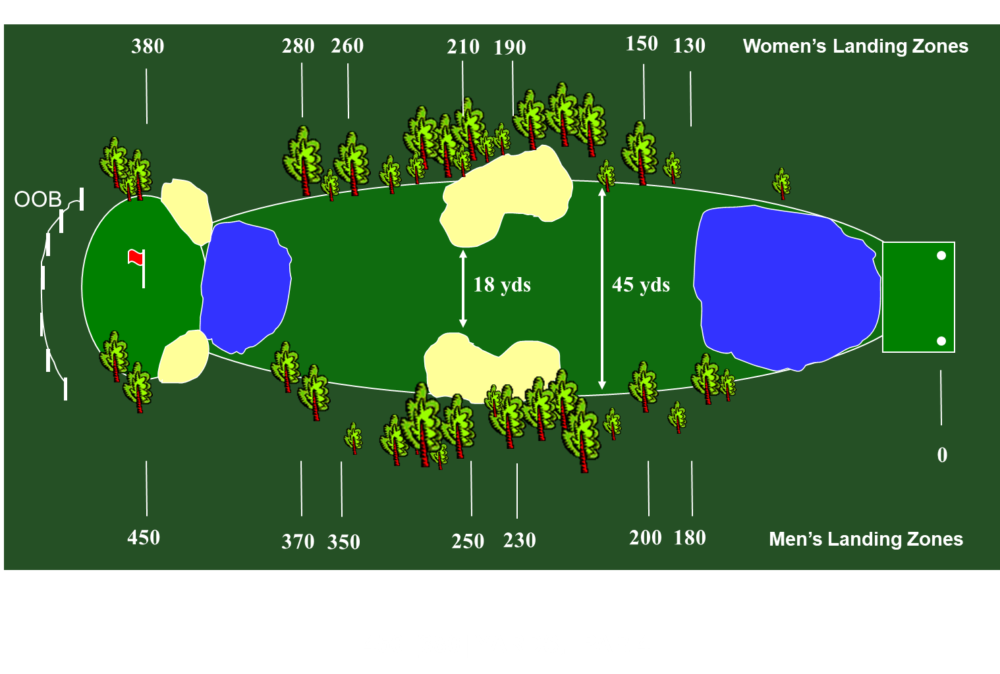 380 280 260 210 190 150 130 Women’s Landing Zones
OOB
18 yds 45 yds
0
450 370 350 250 230 200 180 Men’s Landing Zones